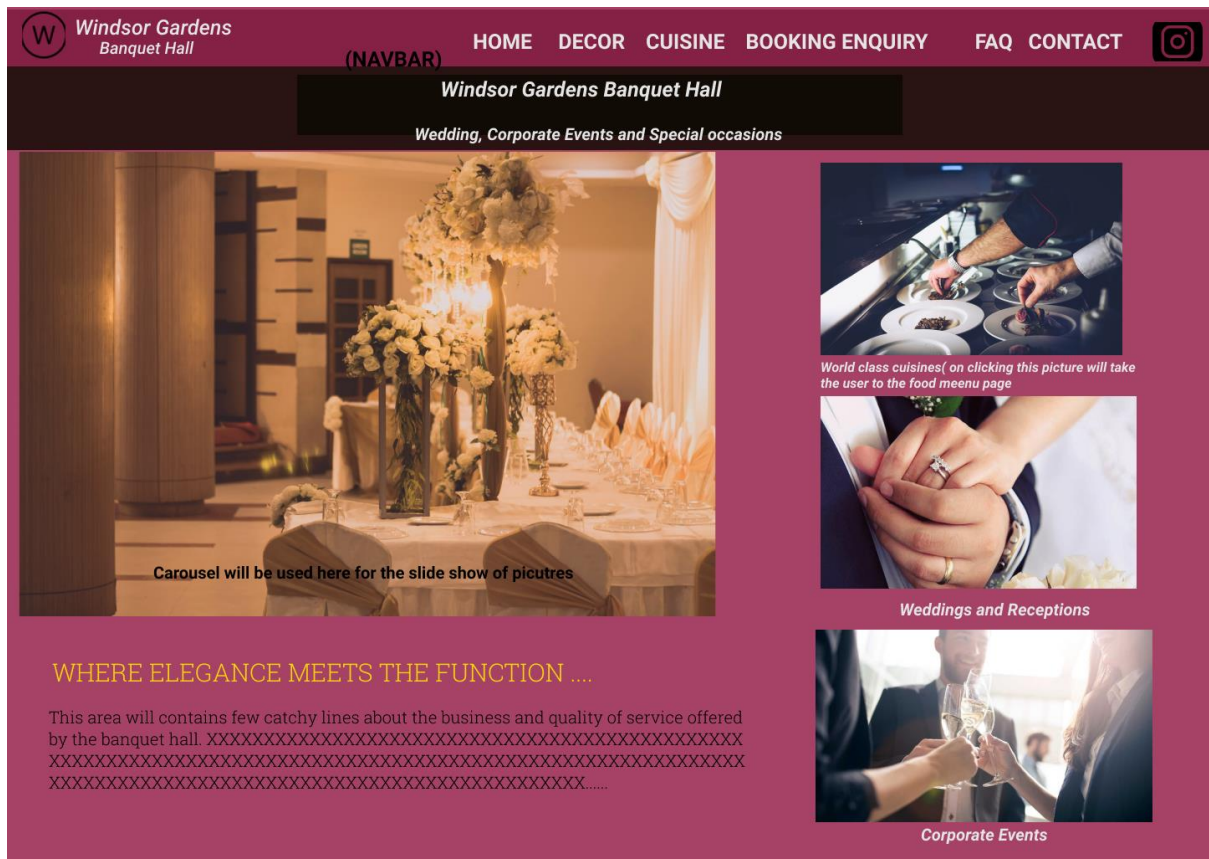 W
Windsor Gardens
Banquet Hall
(NAVBAR)
HOME DECOR CUISINE BOOKING ENQUIRY FAQ CONTACT
Windsor Gardens Banquet Hall
Wedding, Corporate Events and Special occasions
World class cuisines( on clicking this picture will take
the user to the food meenu page
Carousel will be used here for the slide show of picutres
Weddings and Receptions
WHERE ELEGANCE MEETS THE FUNCTION ....
This area will contains few catchy lines about the business and quality of service offered
by the banquet hall. XXXXXXXXXXXXXXXXXXXXXXXXXXXXXXXXXXXXXXXXXXXXXX
XXXXXXXXXXXXXXXXXXXXXXXXXXXXXXXXXXXXXXXXXXXXXXXXXXXXXXXXXXXX
XXXXXXXXXXXXXXXXXXXXXXXXXXXXXXXXXXXXXXXXXXXXXX......
Corporate Events